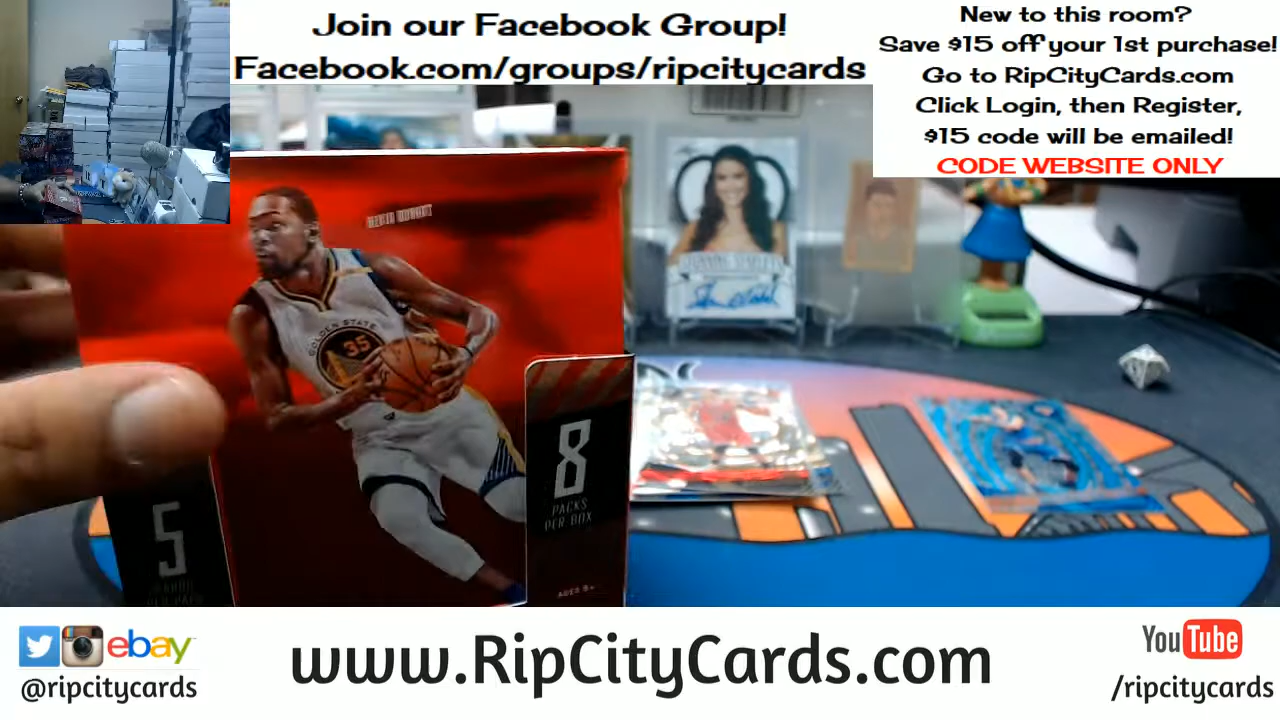 Join our Facebook Group!
Facebook.com/groups/ripcitycards
New to this room?
Save $15 off your 1st purchase!
Go to RipCityCards.com
Click Login, then Register,
$15 code will be emailed!
CODE WEBSITE ONLY
GOLDEN STATE
35
8
PACKS
PER BOX
AGES 9+
5
ebay
@ripcitycards
www.RipCityCards.com
YouTube
/ripcitycards